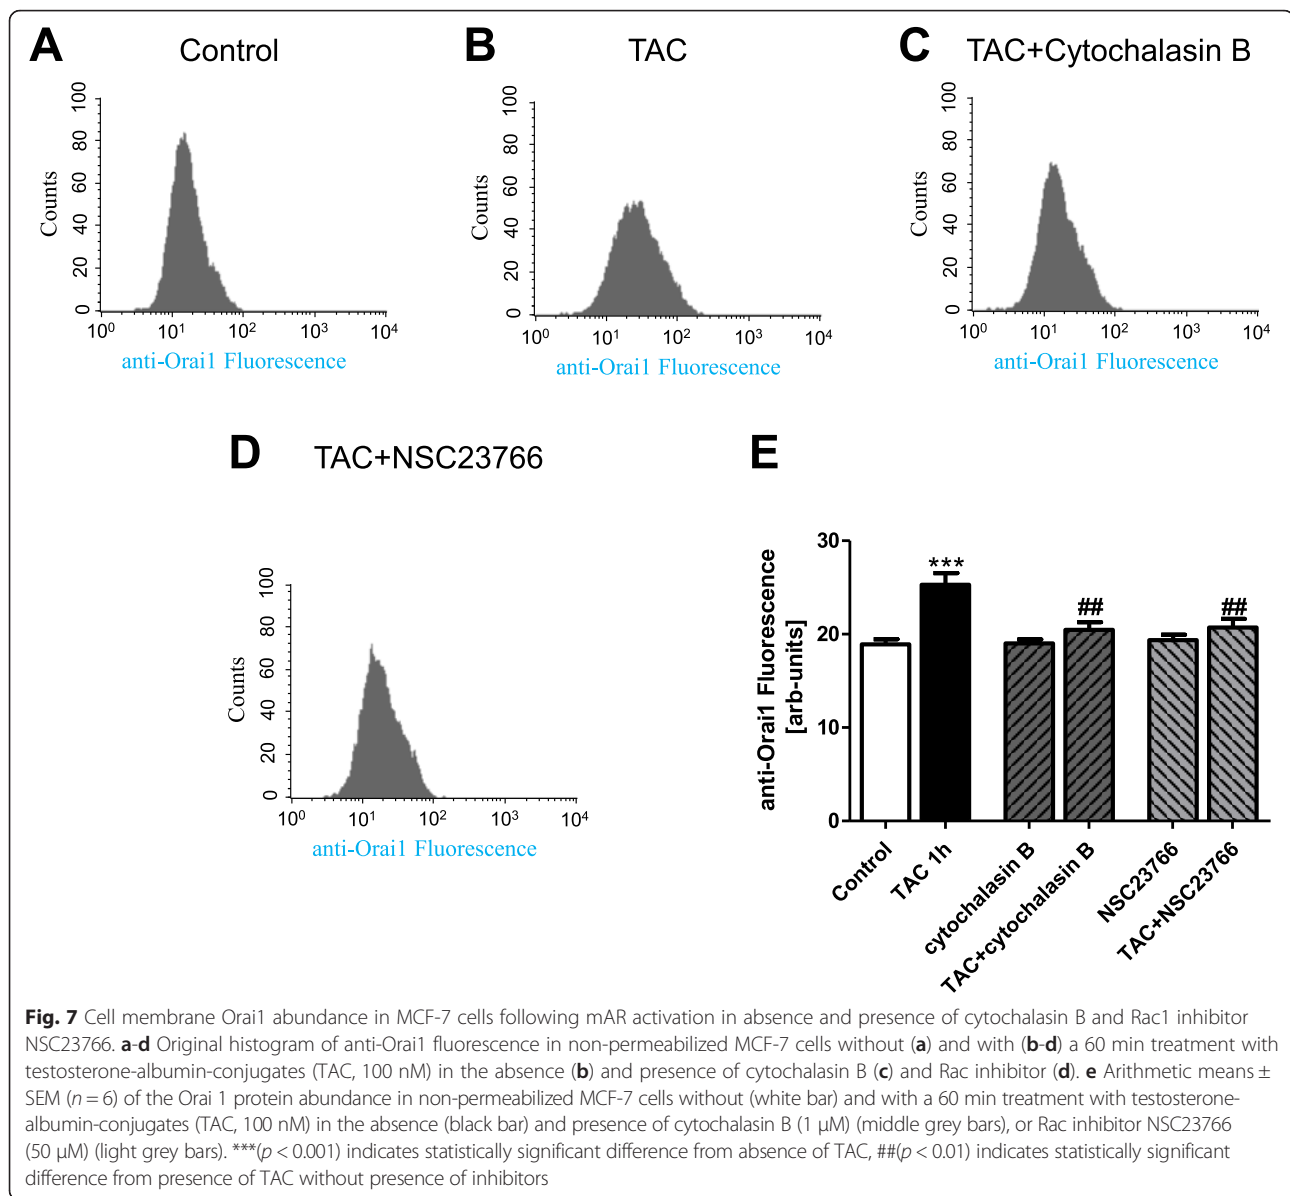 A Control
100
80
60
40
20
0
Counts
10⁰ 10¹ 10² 10³ 10⁴
anti-Orai1 Fluorescence
B TAC
100
80
60
40
20
0
Counts
10⁰ 10¹ 10² 10³ 10⁴
anti-Orai1 Fluorescence
C TAC+Cytochalasin B
100
80
60
40
20
0
Counts
10⁰ 10¹ 10² 10³ 10⁴
anti-Orai1 Fluorescence
D TAC+NSC23766
100
80
60
40
20
0
Counts
10⁰ 10¹ 10² 10³ 10⁴
anti-Orai1 Fluorescence
E
anti-Orai1 Fluorescence
[arb-units]
30
20
10
0
***
##
##
Control
TAC 1h
cytochalasin B
TAC+cytochalasin B
NSC23766
TAC+NSC23766
Fig. 7 Cell membrane Orai1 abundance in MCF-7 cells following mAR activation in absence and presence of cytochalasin B and Rac1 inhibitor
NSC23766. a-d Original histogram of anti-Orai1 fluorescence in non-permeabilized MCF-7 cells without (a) and with (b-d) a 60 min treatment with
testosterone-albumin-conjugates (TAC, 100 nM) in the absence (b) and presence of cytochalasin B (c) and Rac inhibitor (d). e Arithmetic means ±
SEM (n = 6) of the Orai 1 protein abundance in non-permeabilized MCF-7 cells without (white bar) and with a 60 min treatment with testosterone-
albumin-conjugates (TAC, 100 nM) in the absence (black bar) and presence of cytochalasin B (1 μM) (middle grey bars), or Rac inhibitor NSC23766
(50 μM) (light grey bars). ***(p < 0.001) indicates statistically significant difference from absence of TAC, ##(p < 0.01) indicates statistically significant
difference from presence of TAC without presence of inhibitors